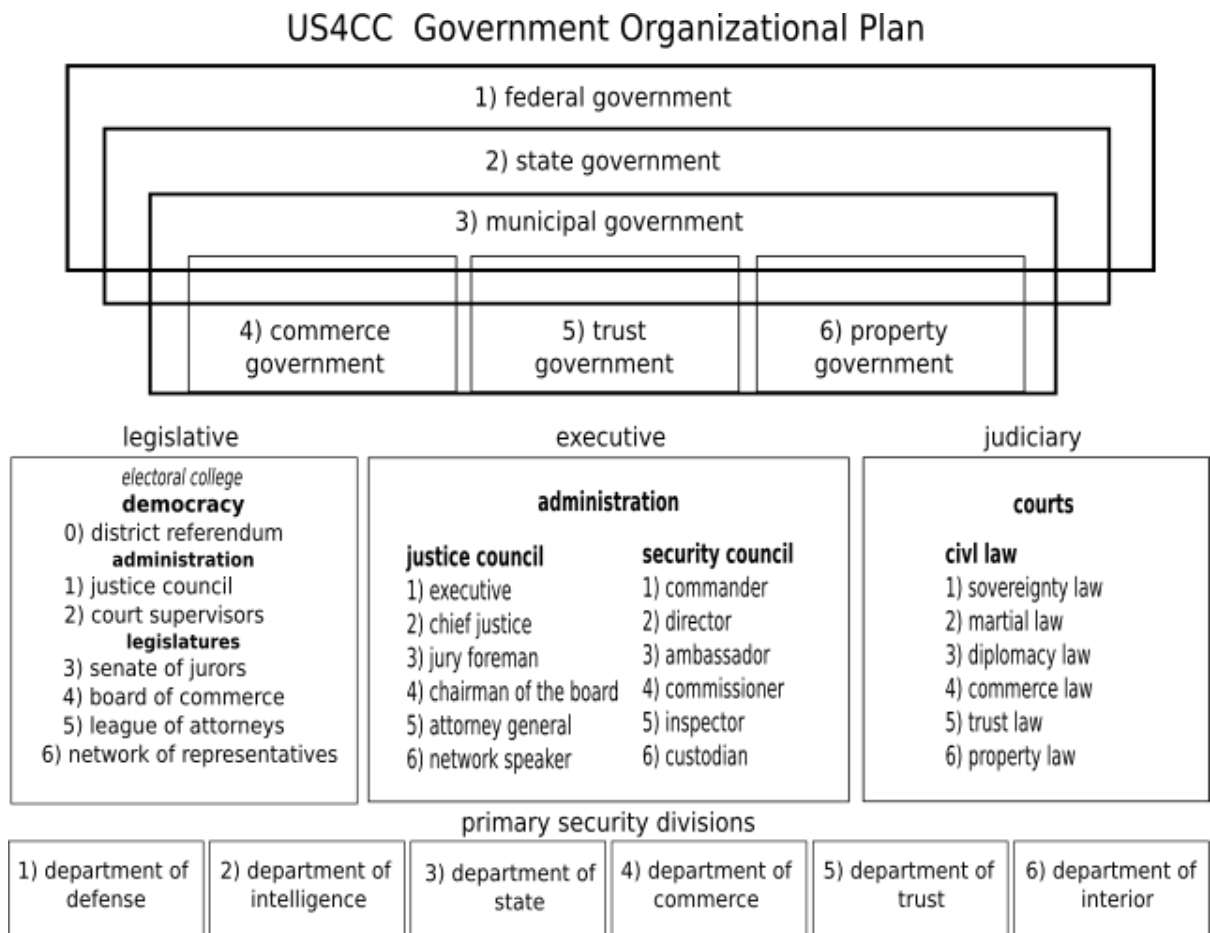 US4CC Government Organizational Plan
1) federal government
2) state government
3) municipal government
4) commerce
government
5) trust
government
6) property
government
legislative
electoral college
democracy
0) district referendum
administration
1) justice council
2) court supervisors
legislatures
3) senate of jurors
4) board of commerce
5) league of attorneys
6) network of representatives
executive
administration
justice council
1) executive
2) chief justice
3) jury foreman
4) chairman of the board
5) attorney general
6) network speaker
security council
1) commander
2) director
3) ambassador
4) commissioner
5) inspector
6) custodian
judiciary
courts
civl law
1) sovereignty law
2) martial law
3) diplomacy law
4) commerce law
5) trust law
6) property law
primary security divisions
1) department of
defense
2) department of
intelligence
3) department of
state
4) department of
commerce
5) department of
trust
6) department of
interior